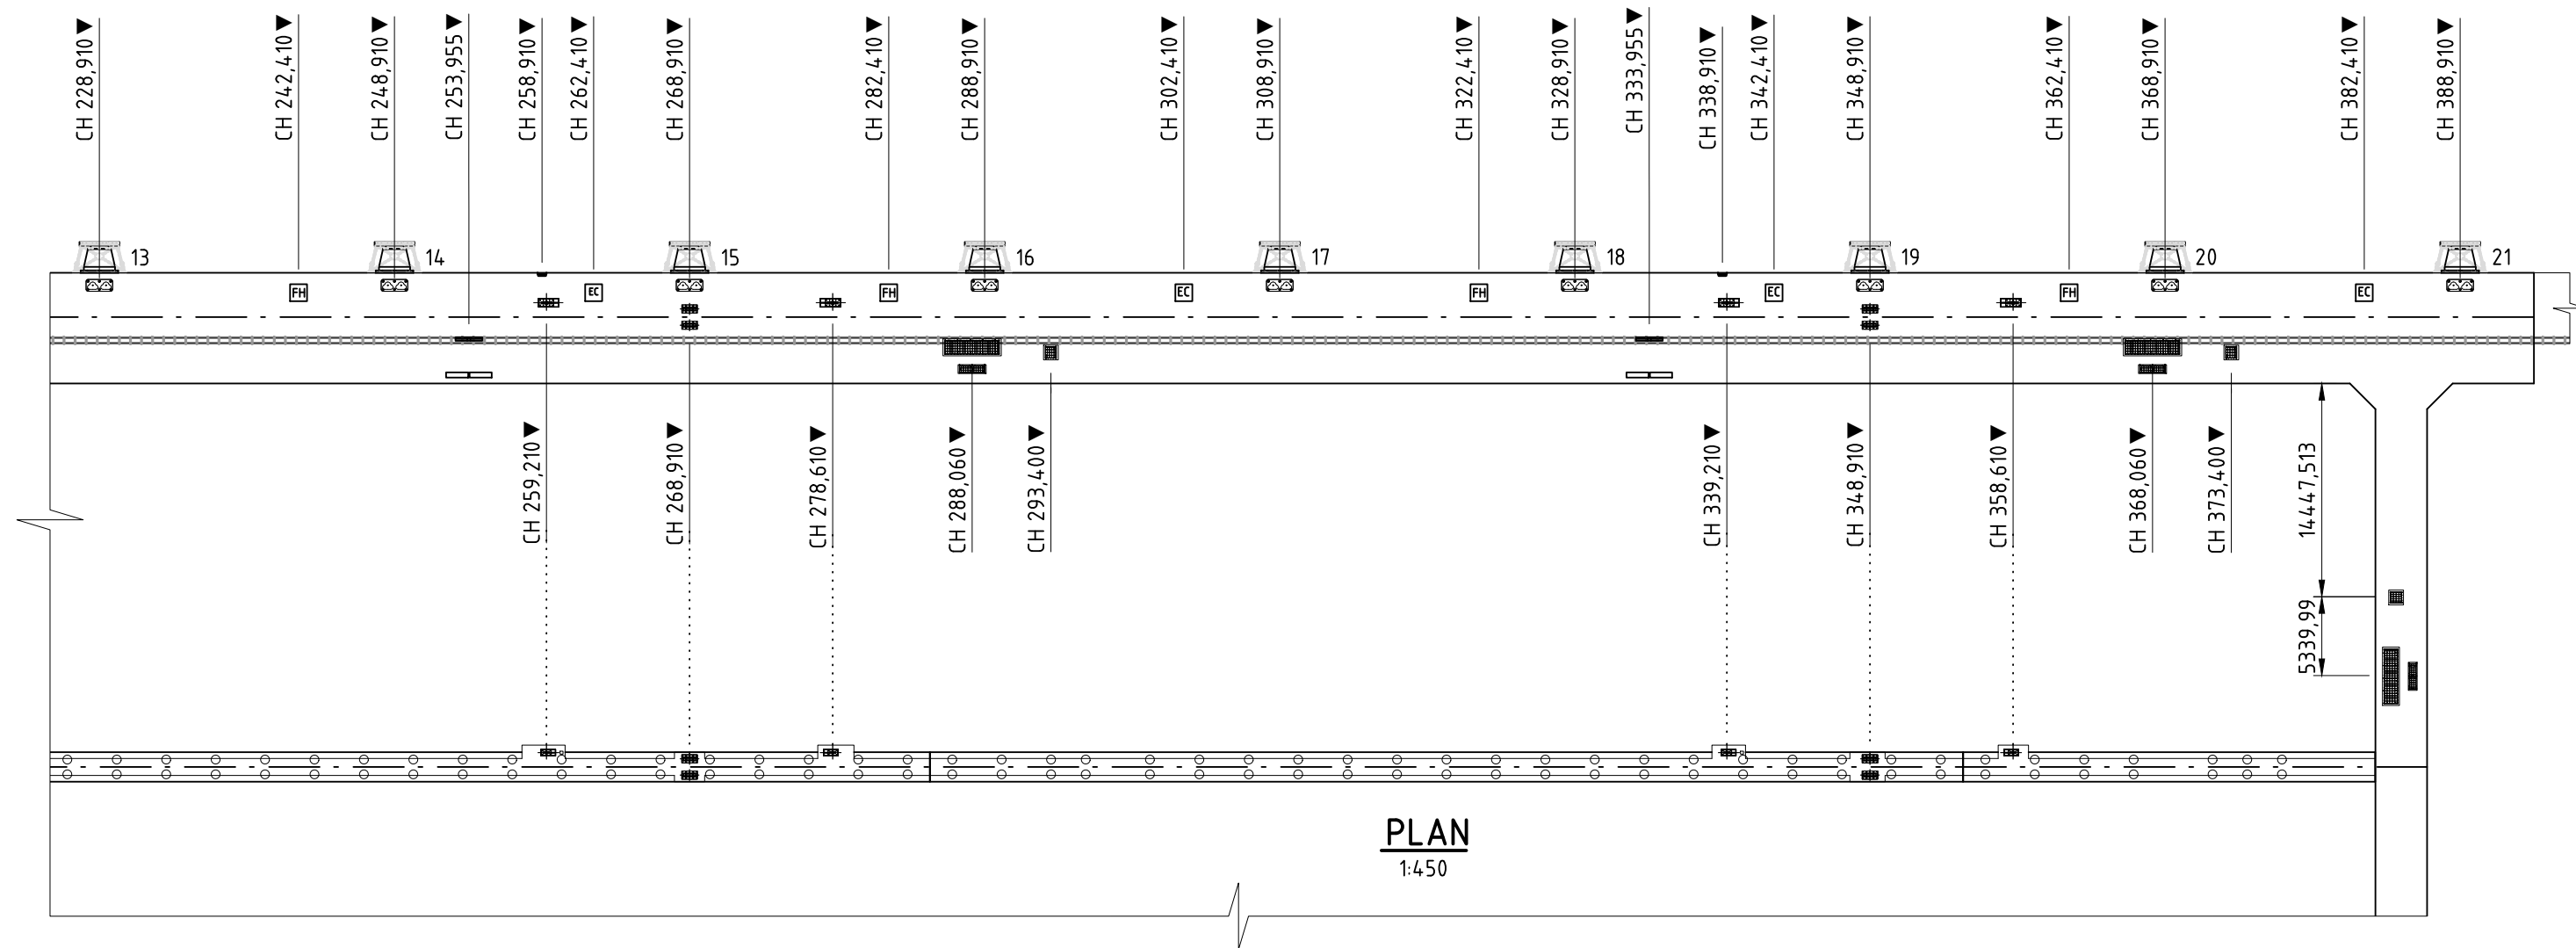 CH 228,910
CH 242,410
CH 248,910
CH 253,955
CH 258,910
CH 262,410
CH 268,910
CH 282,410
CH 288,910
CH 302,410
CH 308,910
CH 322,410
CH 328,910
CH 333,955
CH 338,910
CH 342,410
CH 348,910
CH 362,410
CH 368,910
CH 382,410
CH 388,910
13
14
15
16
17
18
19
20
21
FH
EC
FH
EC
FH
EC
FH
EC
CH 259,210
CH 268,910
CH 278,610
CH 288,060
CH 293,400
CH 339,210
CH 348,910
CH 358,610
CH 368,060
CH 373,400
14447,513
5339,99
PLAN
1:450